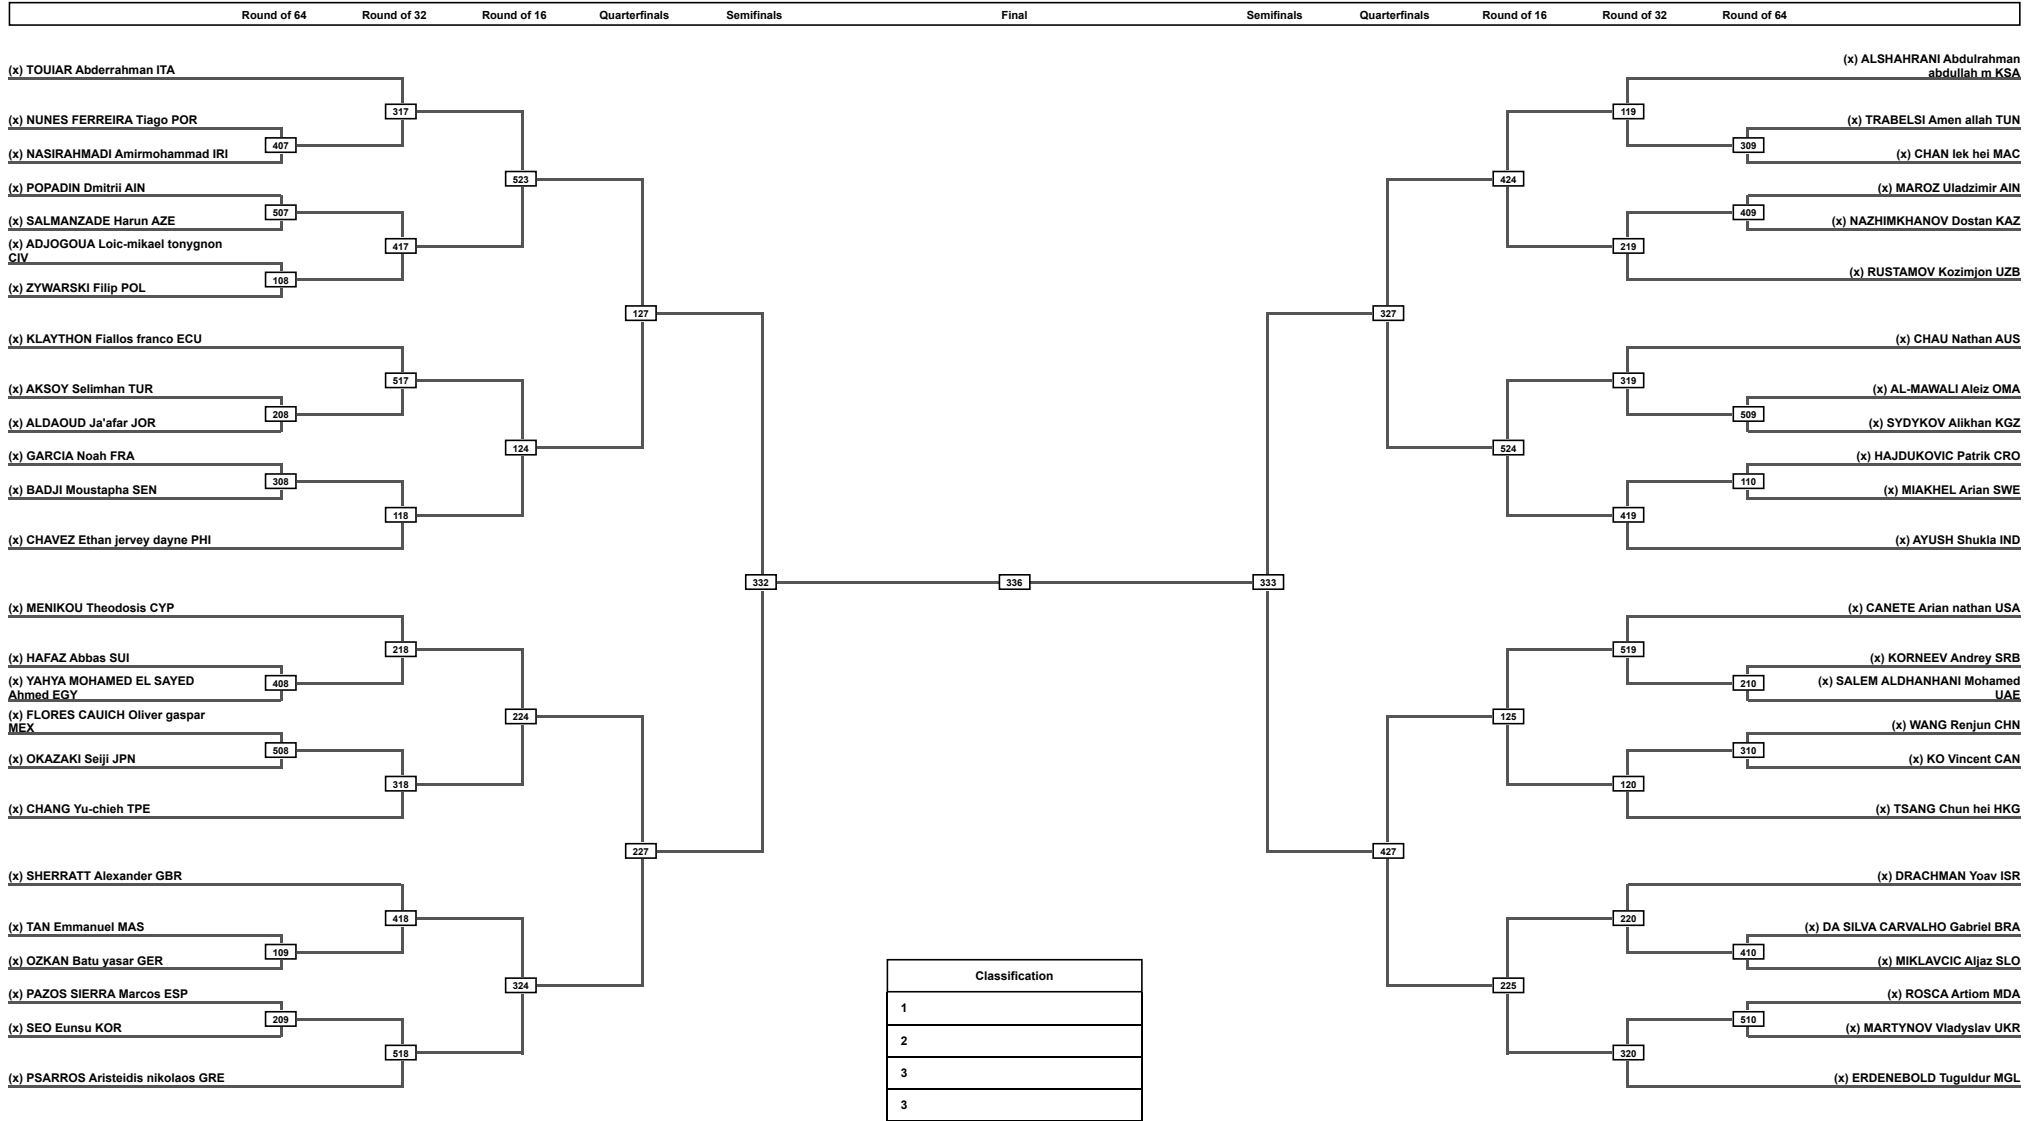 Round of 64 Round of 32 Round of 16 Quarterfinals Semifinals Final Semifinals Quarterfinals Round of 16 Round of 32 Round of 64
(x) TOUIAR Abderrahman ITA
317
(x) NUNES FERREIRA Tiago POR
407
(x) NASIRAHMADI Amirmohammad IRI
523
(x) POPADIN Dmitrii AIN
507
(x) SALMANZADE Harun AZE
417
(x) ADJOGOUA Loic-mikael tonygnon
CIV
108
(x) ZYWARSKI Filip POL
127
(x) KLAYTHON Fiallos franco ECU
517
(x) AKSOY Selimhan TUR
208
(x) ALDAOUD Ja'afar JOR
124
(x) GARCIA Noah FRA
308
(x) BADJI Moustapha SEN
118
(x) CHAVEZ Ethan jervey dayne PHI
332
336
333
(x) MENIKOU Theodosis CYP
218
(x) HAFAZ Abbas SUI
408
(x) YAHYA MOHAMED EL SAYED
Ahmed EGY
224
(x) FLORES CAUICH Oliver gaspar
MEX
508
(x) OKAZAKI Seiji JPN
318
(x) CHANG Yu-chieh TPE
227
(x) SHERRATT Alexander GBR
418
(x) TAN Emmanuel MAS
109
(x) OZKAN Batu yasar GER
324
(x) PAZOS SIERRA Marcos ESP
209
(x) SEO Eunsu KOR
518
(x) PSARROS Aristeidis nikolaos GRE
(x) ALSHAHRANI Abdulrahman
abdullah m KSA
119
(x) TRABELSI Amen allah TUN
309
(x) CHAN Iek hei MAC
424
(x) MAROZ Uladzimir AIN
409
(x) NAZHIMKHANOV Dostan KAZ
219
(x) RUSTAMOV Kozimjon UZB
327
(x) CHAU Nathan AUS
319
(x) AL-MAWALI Aleiz OMA
509
(x) SYDYKOV Alikhan KGZ
524
(x) HAJDUKOVIC Patrik CRO
110
(x) MIAKHEL Arian SWE
419
(x) AYUSH Shukla IND
(x) CANETE Arian nathan USA
519
(x) KORNEEV Andrey SRB
210
(x) SALEM ALDHANHANI Mohamed
UAE
125
(x) WANG Renjun CHN
310
(x) KO Vincent CAN
120
(x) TSANG Chun hei HKG
427
(x) DRACHMAN Yoav ISR
220
(x) DA SILVA CARVALHO Gabriel BRA
410
(x) MIKLAVCIC Aljaz SLO
225
(x) ROSCA Artiom MDA
510
(x) MARTYNOV Vladyslav UKR
320
(x) ERDENEBOLD Tuguldur MGL
Classification
1
2
3
3